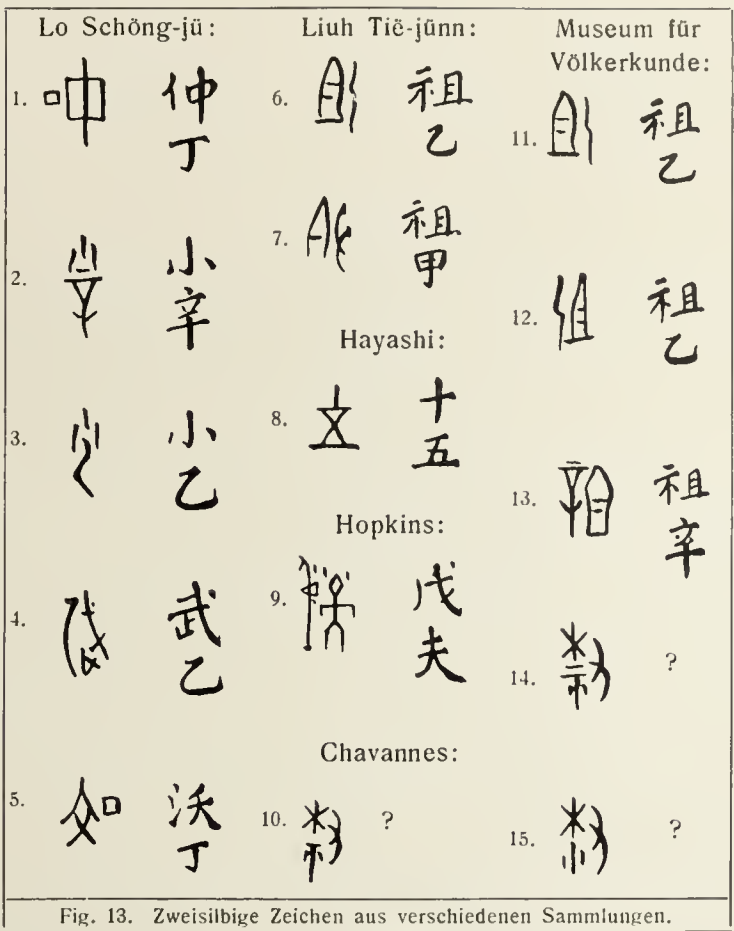 Lo Schöng-jü:
1. 仲丁
2. 小辛
3. 小乙
4. 武乙
5. 沃丁
Liuh Tië-jünn:
6. 祖乙
7. 祖甲
Hayashi:
8. 十五
Hopkins:
9. 戊夫
Chavannes:
10. ?
Museum für
Völkerkunde:
11. 祖乙
12. 祖乙
13. 祖辛
14. ?
15. ?
Fig. 13. Zweisilbige Zeichen aus verschiedenen Sammlungen.